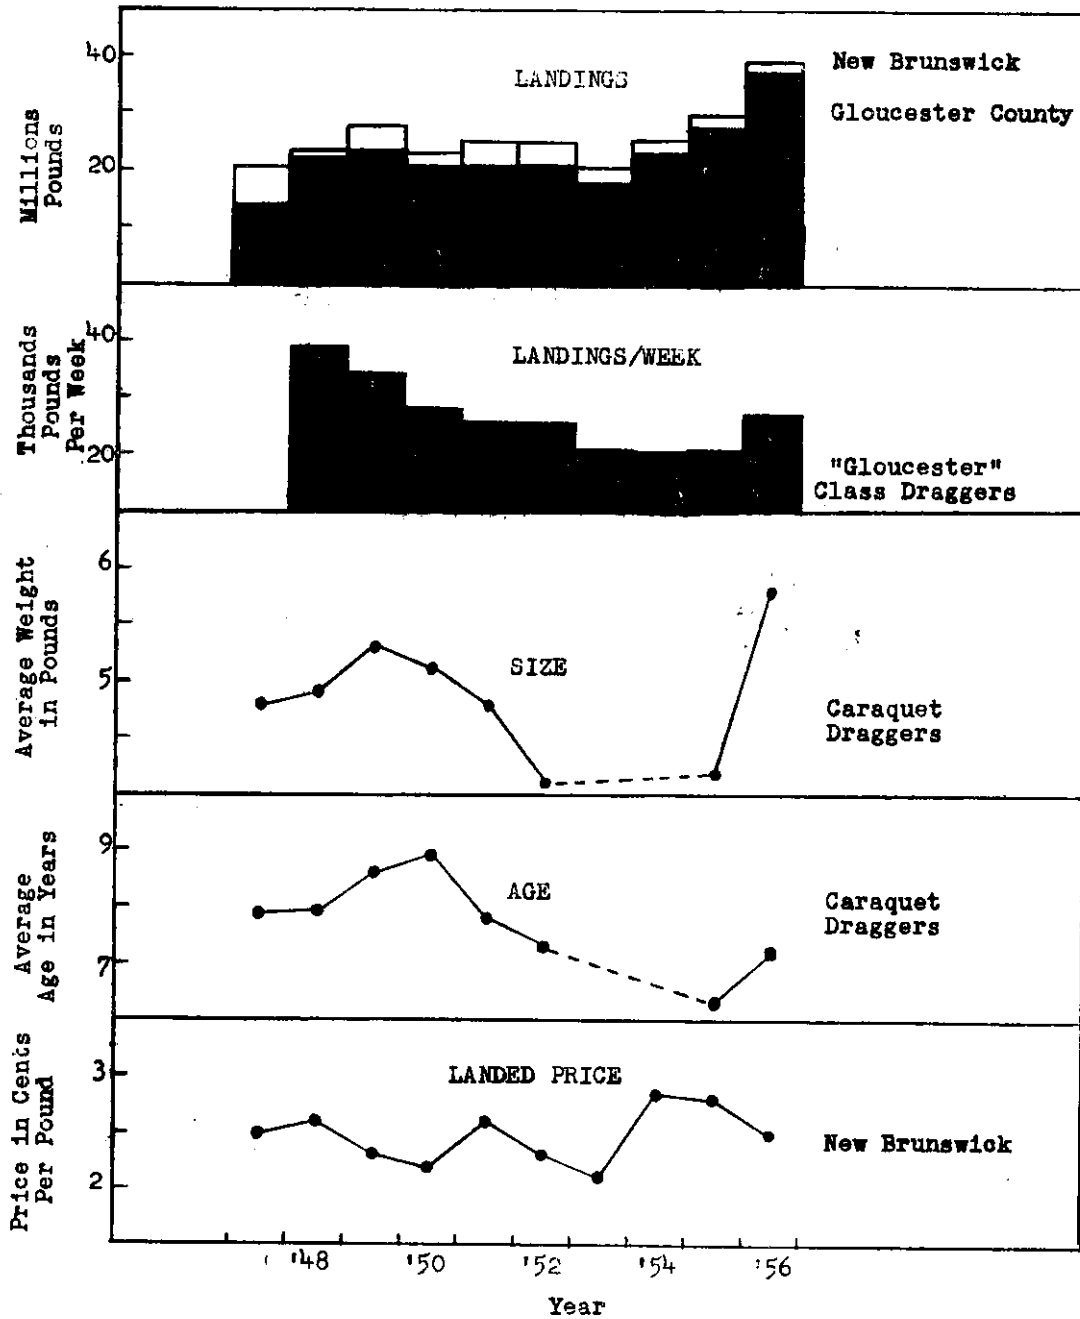 40
20
Millions
Pounds
LANDINGS
New Brunswick
Gloucester County
40
20
Thousands
Pounds
Per Week
LANDINGS/WEEK
"Gloucester"
Class Draggers
6
5
Average Weight
in Pounds
SIZE
Caraquet
Draggers
9
7
Average
Age in Years
AGE
Caraquet
Draggers
3
2
Price in Cents
Per Pound
LANDED PRICE
New Brunswick
'48 '50 '52 '54 '56
Year